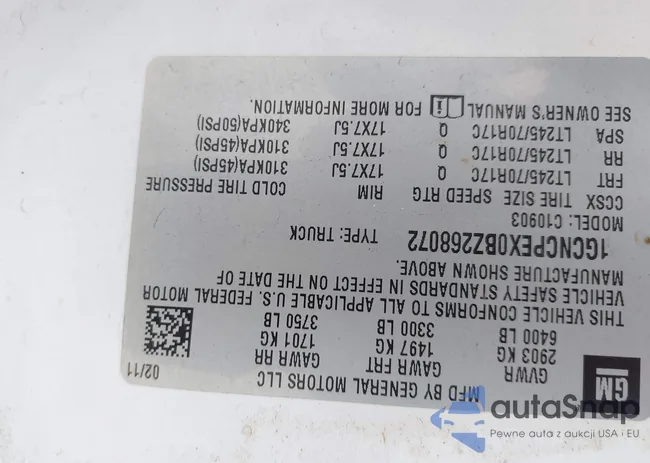 GM
MFD BY GENERAL MOTORS LLC 02/11
GVWR GAWR FRT GAWR RR
2903 KG 1497 KG 1701 KG
6400 LB 3300 LB 3750 LB
THIS VEHICLE CONFORMS TO ALL APPLICABLE U.S. FEDERAL MOTOR
VEHICLE SAFETY STANDARDS IN EFFECT ON THE DATE OF
MANUFACTURE SHOWN ABOVE.
1GCNCPEX0BZ268072 TYPE: TRUCK
MODEL: C10903
CCSX TIRE SIZE SPEED RTG RIM COLD TIRE PRESSURE
FRT LT245/70R17C Q 17X7.5J 310KPA(45PSI)
RR LT245/70R17C Q 17X7.5J 310KPA(45PSI)
SPA LT245/70R17C Q 17X7.5J 340KPA(50PSI)
SEE OWNER'S MANUAL FOR MORE INFORMATION.
autaSnap
Pewne auta z aukcji USA i EU